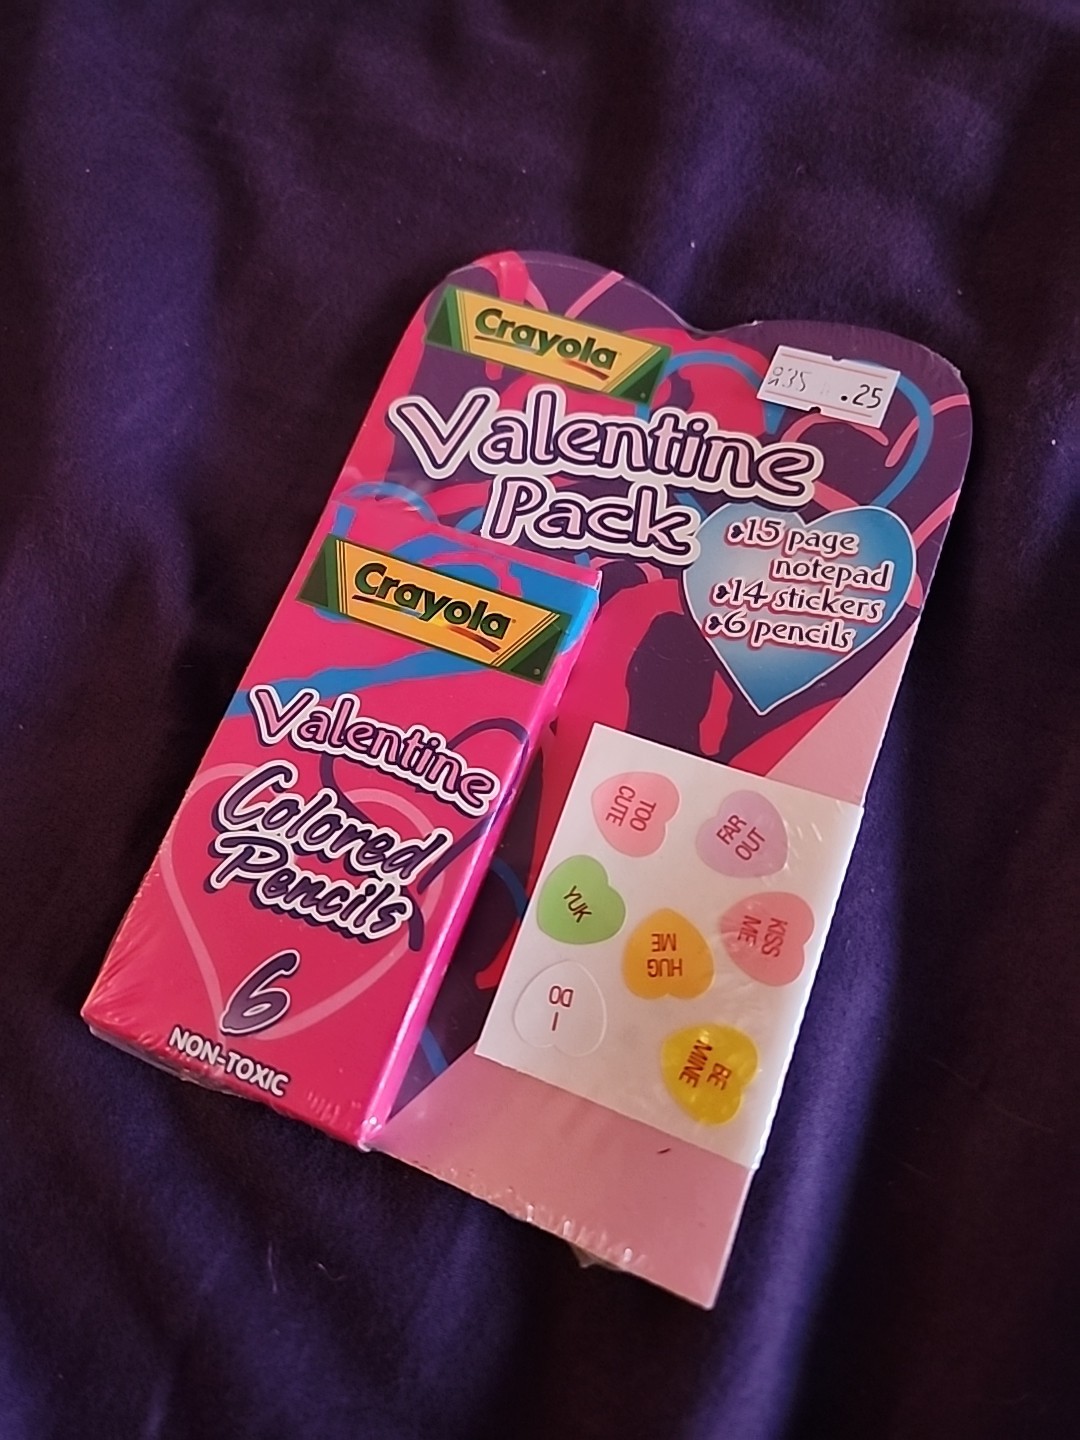 Crayola
935 .25
Valentine
Pack
15 page
notepad
14 stickers
6 pencils
Crayola
Valentine
Colored
Pencils
6
NON-TOXIC
TOO
CUTE
FAR
OUT
YUK
KISS
ME
HUG
ME
I
DO
BE
MINE